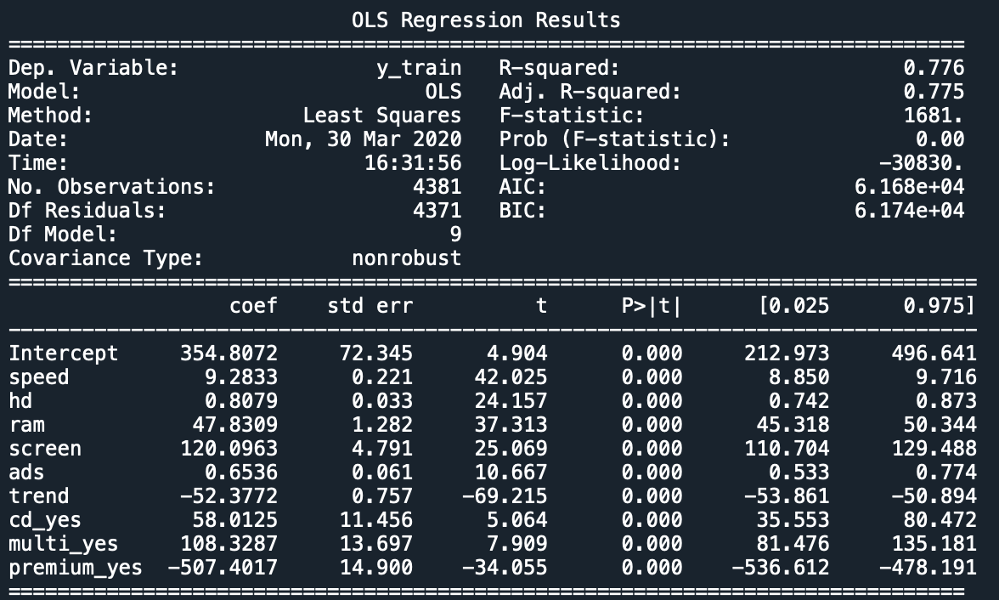 OLS Regression Results
==============================================================================
Dep. Variable: y_train R-squared: 0.776
Model: OLS Adj. R-squared: 0.775
Method: Least Squares F-statistic: 1681.
Date: Mon, 30 Mar 2020 Prob (F-statistic): 0.00
Time: 16:31:56 Log-Likelihood: -30830.
No. Observations: 4381 AIC: 6.168e+04
Df Residuals: 4371 BIC: 6.174e+04
Df Model: 9
Covariance Type: nonrobust
===============================================================================
coef std err t P>|t| [0.025 0.975]
-------------------------------------------------------------------------------
Intercept 354.8072 72.345 4.904 0.000 212.973 496.641
speed 9.2833 0.221 42.025 0.000 8.850 9.716
hd 0.8079 0.033 24.157 0.000 0.742 0.873
ram 47.8309 1.282 37.313 0.000 45.318 50.344
screen 120.0963 4.791 25.069 0.000 110.704 129.488
ads 0.6536 0.061 10.667 0.000 0.533 0.774
trend -52.3772 0.757 -69.215 0.000 -53.861 -50.894
cd_yes 58.0125 11.456 5.064 0.000 35.553 80.472
multi_yes 108.3287 13.697 7.909 0.000 81.476 135.181
premium_yes -507.4017 14.900 -34.055 0.000 -536.612 -478.191
==============================================================================